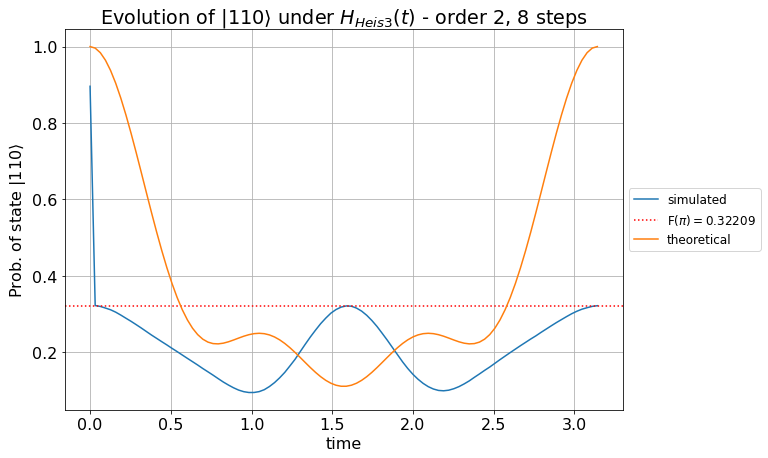 Evolution of |110⟩ under H_{Heis3}(t) - order 2, 8 steps
Prob. of state |110⟩
1.0
0.8
0.6
0.4
0.2
0.0 0.5 1.0 1.5 2.0 2.5 3.0
time
simulated
F(π) = 0.32209
theoretical